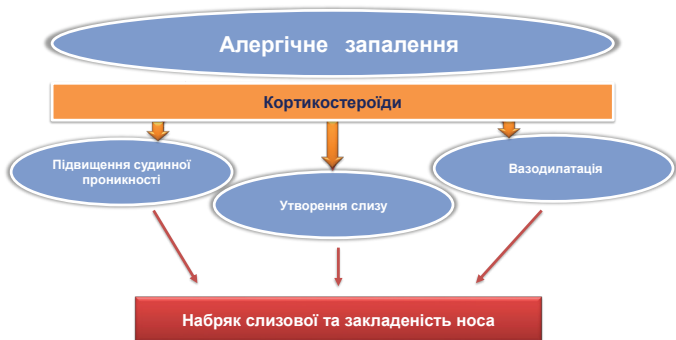 Алергічне запалення
Кортикостероїди
Підвищення судинної
проникності
Вазодилатація
Утворення слизу
Набряк слизової та закладеність носа